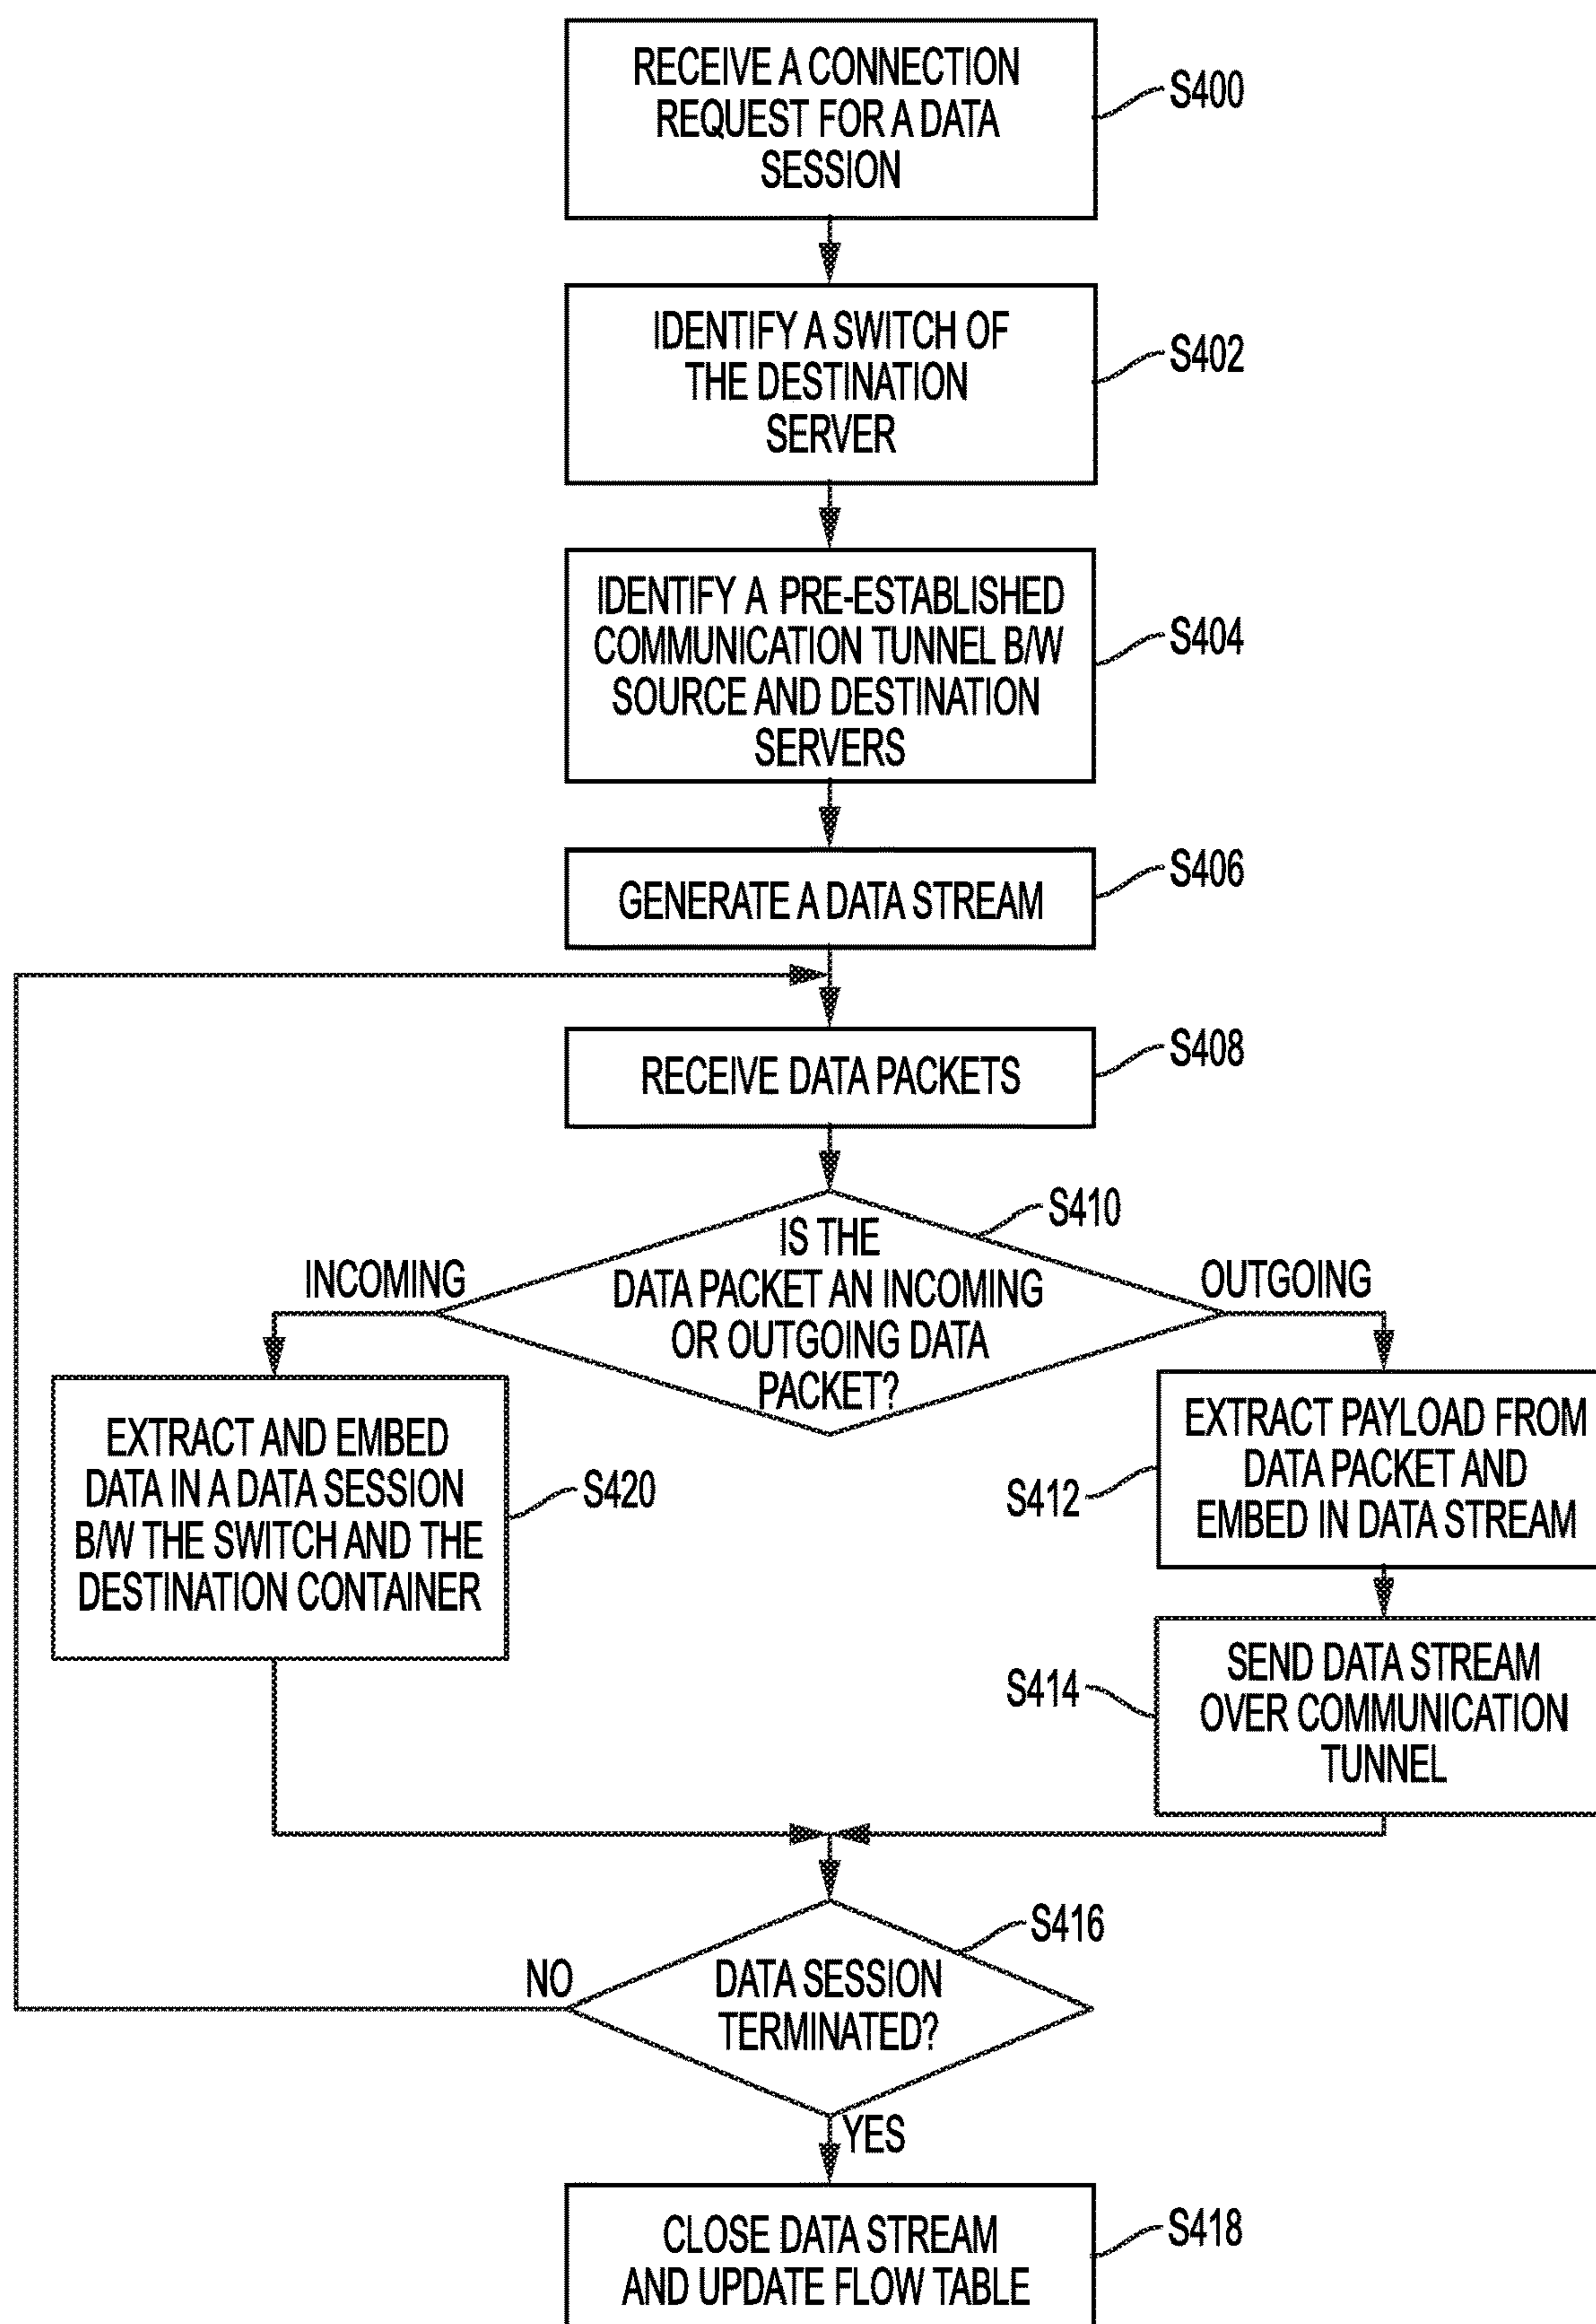 RECEIVE A CONNECTION
REQUEST FOR A DATA
SESSION
S400
IDENTIFY A SWITCH OF
THE DESTINATION
SERVER
S402
IDENTIFY A PRE-ESTABLISHED
COMMUNICATION TUNNEL B/W
SOURCE AND DESTINATION
SERVERS
S404
GENERATE A DATA STREAM
S406
RECEIVE DATA PACKETS
S408
IS THE
DATA PACKET AN INCOMING
OR OUTGOING DATA
PACKET?
S410
INCOMING
OUTGOING
EXTRACT AND EMBED
DATA IN A DATA SESSION
B/W THE SWITCH AND THE
DESTINATION CONTAINER
S420
EXTRACT PAYLOAD FROM
DATA PACKET AND
EMBED IN DATA STREAM
S412
SEND DATA STREAM
OVER COMMUNICATION
TUNNEL
S414
DATA SESSION
TERMINATED?
S416
NO
YES
CLOSE DATA STREAM
AND UPDATE FLOW TABLE
S418